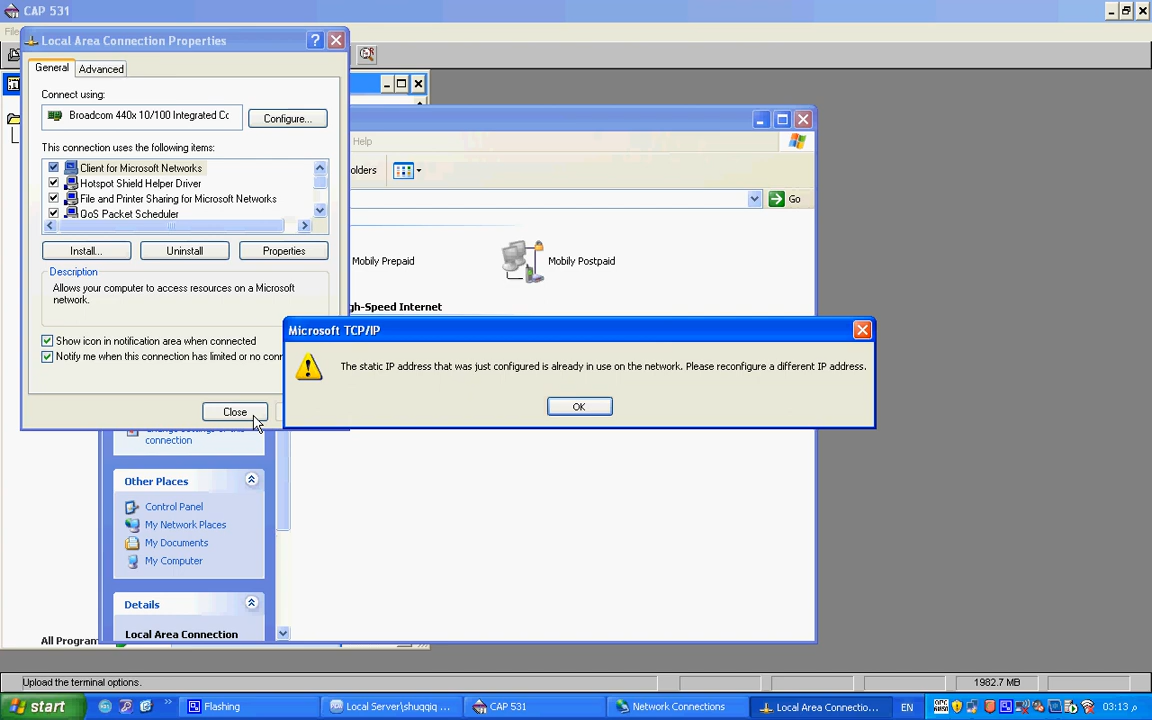 CAP 531
File
Local Area Connection Properties
General
Advanced
Connect using:
Broadcom 440x 10/100 Integrated Cc
Configure...
This connection uses the following items:
Client for Microsoft Networks
Hotspot Shield Helper Driver
File and Printer Sharing for Microsoft Networks
QoS Packet Scheduler
Install...
Uninstall
Properties
Description
Allows your computer to access resources on a Microsoft
network.
Show icon in notification area when connected
Notify me when this connection has limited or no conn
Close
Help
olders
Go
Mobily Prepaid
Mobily Postpaid
gh-Speed Internet
Microsoft TCP/IP
The static IP address that was just configured is already in use on the network. Please reconfigure a different IP address.
OK
Change settings of this
connection
Other Places
Control Panel
My Network Places
My Documents
My Computer
Details
Local Area Connection
All Program
Upload the terminal options.
1982.7 MB
start
Flashing
Local Server\shuqqiq ...
CAP 531
Network Connections
Local Area Connectio...
EN
03:13 م